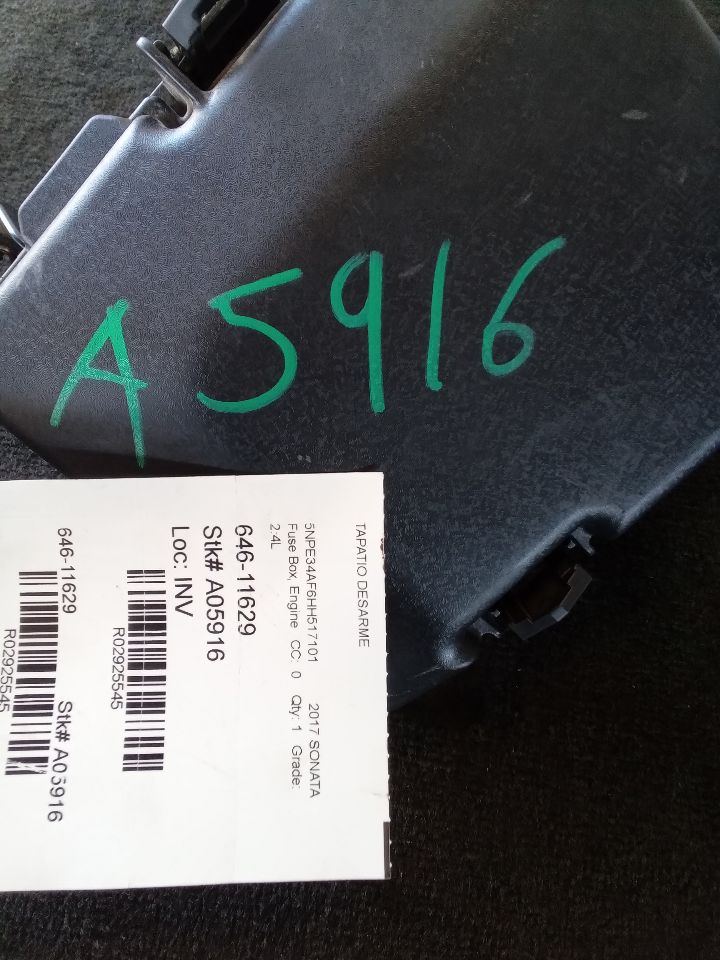 A5916
TAPATIO DESARME
5NPE34AF6HH517101 2017 SONATA
Fuse Box, Engine CC: 0 Qty: 1 Grade:
2.4L
646-11629
Stk# A05916
Loc: INV
R02925545
646-11629 Stk# A05916
R02925545